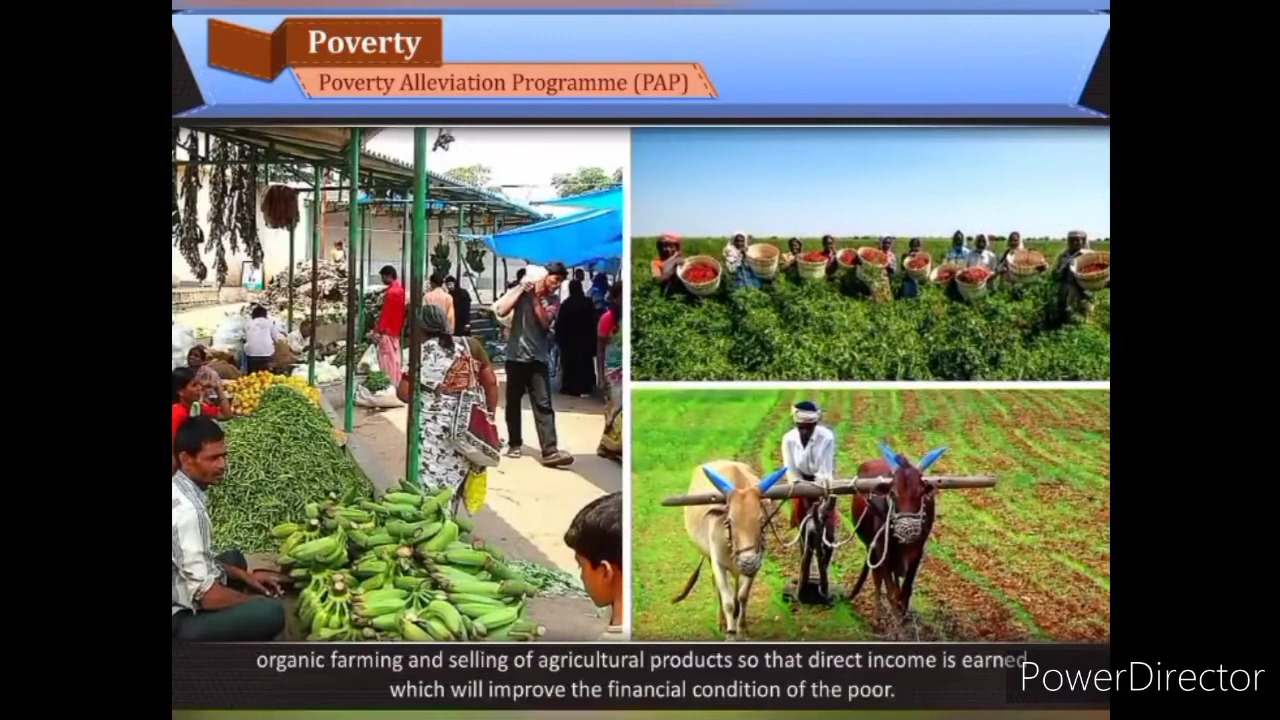 Poverty
Poverty Alleviation Programme (PAP)
organic farming and selling of agricultural products so that direct income is earned
which will improve the financial condition of the poor.
PowerDirector